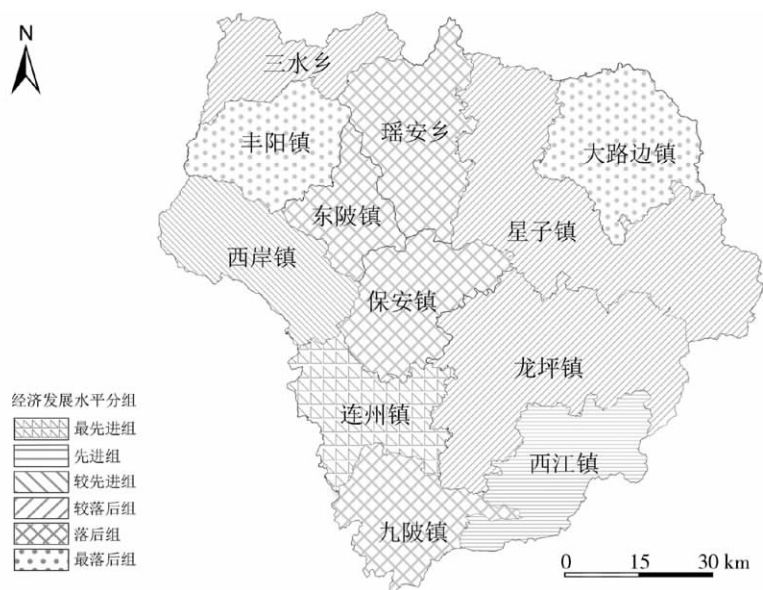 N
三水乡
丰阳镇
瑶安乡
大路边镇
东陂镇
星子镇
西岸镇
保安镇
龙坪镇
连州镇
西江镇
九陂镇
经济发展水平分组
最先进组
先进组
较先进组
较落后组
落后组
最落后组
0 15 30 km